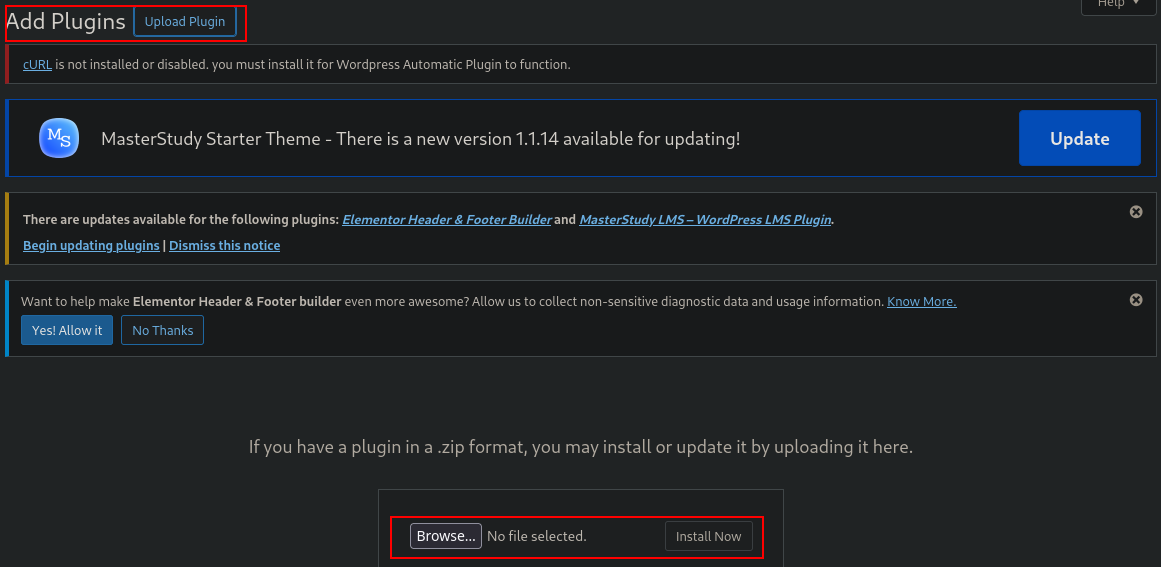 Help
Add Plugins Upload Plugin
cURL is not installed or disabled. you must install it for Wordpress Automatic Plugin to function.
MS MasterStudy Starter Theme - There is a new version 1.1.14 available for updating! Update
There are updates available for the following plugins: Elementor Header & Footer Builder and MasterStudy LMS – WordPress LMS Plugin.
Begin updating plugins | Dismiss this notice
Want to help make Elementor Header & Footer builder even more awesome? Allow us to collect non-sensitive diagnostic data and usage information. Know More.
Yes! Allow it No Thanks
If you have a plugin in a .zip format, you may install or update it by uploading it here.
Browse... No file selected. Install Now